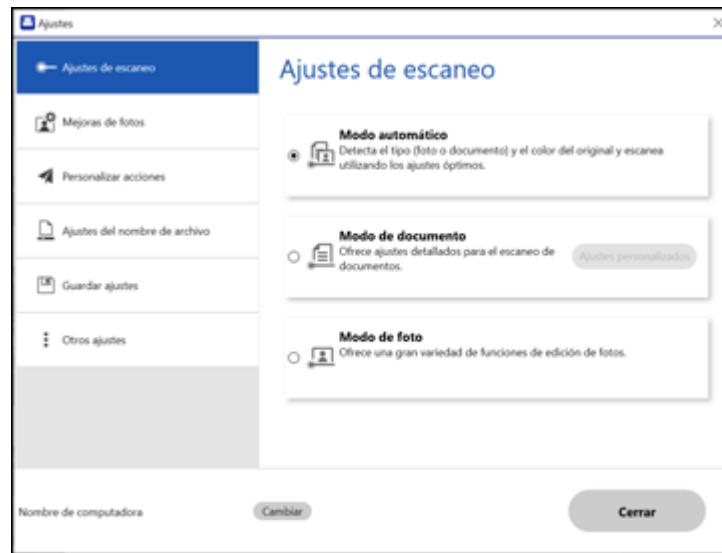 Ajustes
Ajustes de escaneo
Mejoras de fotos
Personalizar acciones
Ajustes del nombre de archivo
Guardar ajustes
Otros ajustes
Ajustes de escaneo
Modo automático
Detecta el tipo (foto o documento) y el color del original y escanea
utilizando los ajustes óptimos.
Modo de documento
Ofrece ajustes detallados para el escaneo de
documentos.
Ajustes personalizados
Modo de foto
Ofrece una gran variedad de funciones de edición de fotos.
Nombre de computadora
Cambiar
Cerrar